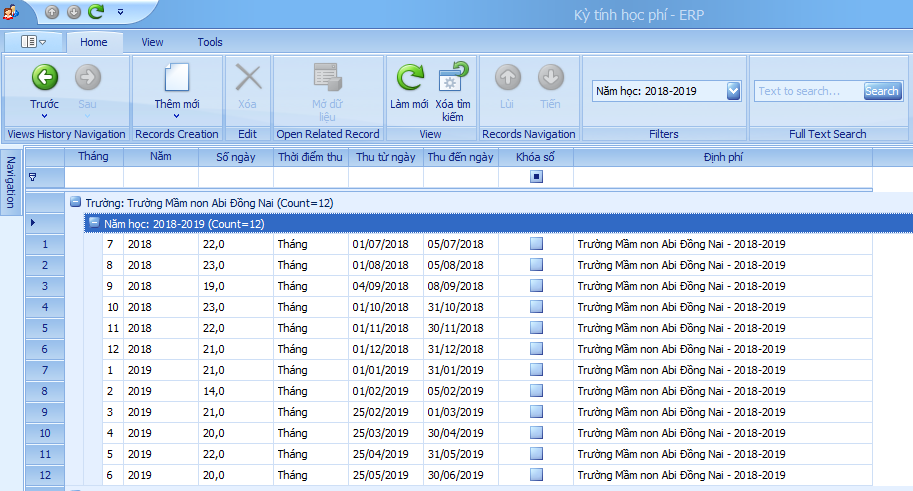 Kỳ tính học phí - ERP
Home View Tools
Trước Sau Thêm mới Xóa Mở dữ liệu Làm mới Xóa tìm kiếm Lùi Tiến Năm học: 2018-2019 Text to search... Search
Views History Navigation Records Creation Edit Open Related Record View Records Navigation Filters Full Text Search
Navigation
Tháng Năm Số ngày Thời điểm thu Thu từ ngày Thu đến ngày Khóa sổ Định phí
Trường: Trường Mầm non Abi Đồng Nai (Count=12)
Năm học: 2018-2019 (Count=12)
1 7 2018 22,0 Tháng 01/07/2018 05/07/2018 Trường Mầm non Abi Đồng Nai - 2018-2019
2 8 2018 23,0 Tháng 01/08/2018 05/08/2018 Trường Mầm non Abi Đồng Nai - 2018-2019
3 9 2018 19,0 Tháng 04/09/2018 08/09/2018 Trường Mầm non Abi Đồng Nai - 2018-2019
4 10 2018 23,0 Tháng 01/10/2018 31/10/2018 Trường Mầm non Abi Đồng Nai - 2018-2019
5 11 2018 22,0 Tháng 01/11/2018 30/11/2018 Trường Mầm non Abi Đồng Nai - 2018-2019
6 12 2018 21,0 Tháng 01/12/2018 31/12/2018 Trường Mầm non Abi Đồng Nai - 2018-2019
7 1 2019 21,0 Tháng 01/01/2019 31/01/2019 Trường Mầm non Abi Đồng Nai - 2018-2019
8 2 2019 14,0 Tháng 01/02/2019 05/02/2019 Trường Mầm non Abi Đồng Nai - 2018-2019
9 3 2019 21,0 Tháng 25/02/2019 01/03/2019 Trường Mầm non Abi Đồng Nai - 2018-2019
10 4 2019 20,0 Tháng 25/03/2019 30/04/2019 Trường Mầm non Abi Đồng Nai - 2018-2019
11 5 2019 22,0 Tháng 25/04/2019 31/05/2019 Trường Mầm non Abi Đồng Nai - 2018-2019
12 6 2019 20,0 Tháng 25/05/2019 30/06/2019 Trường Mầm non Abi Đồng Nai - 2018-2019